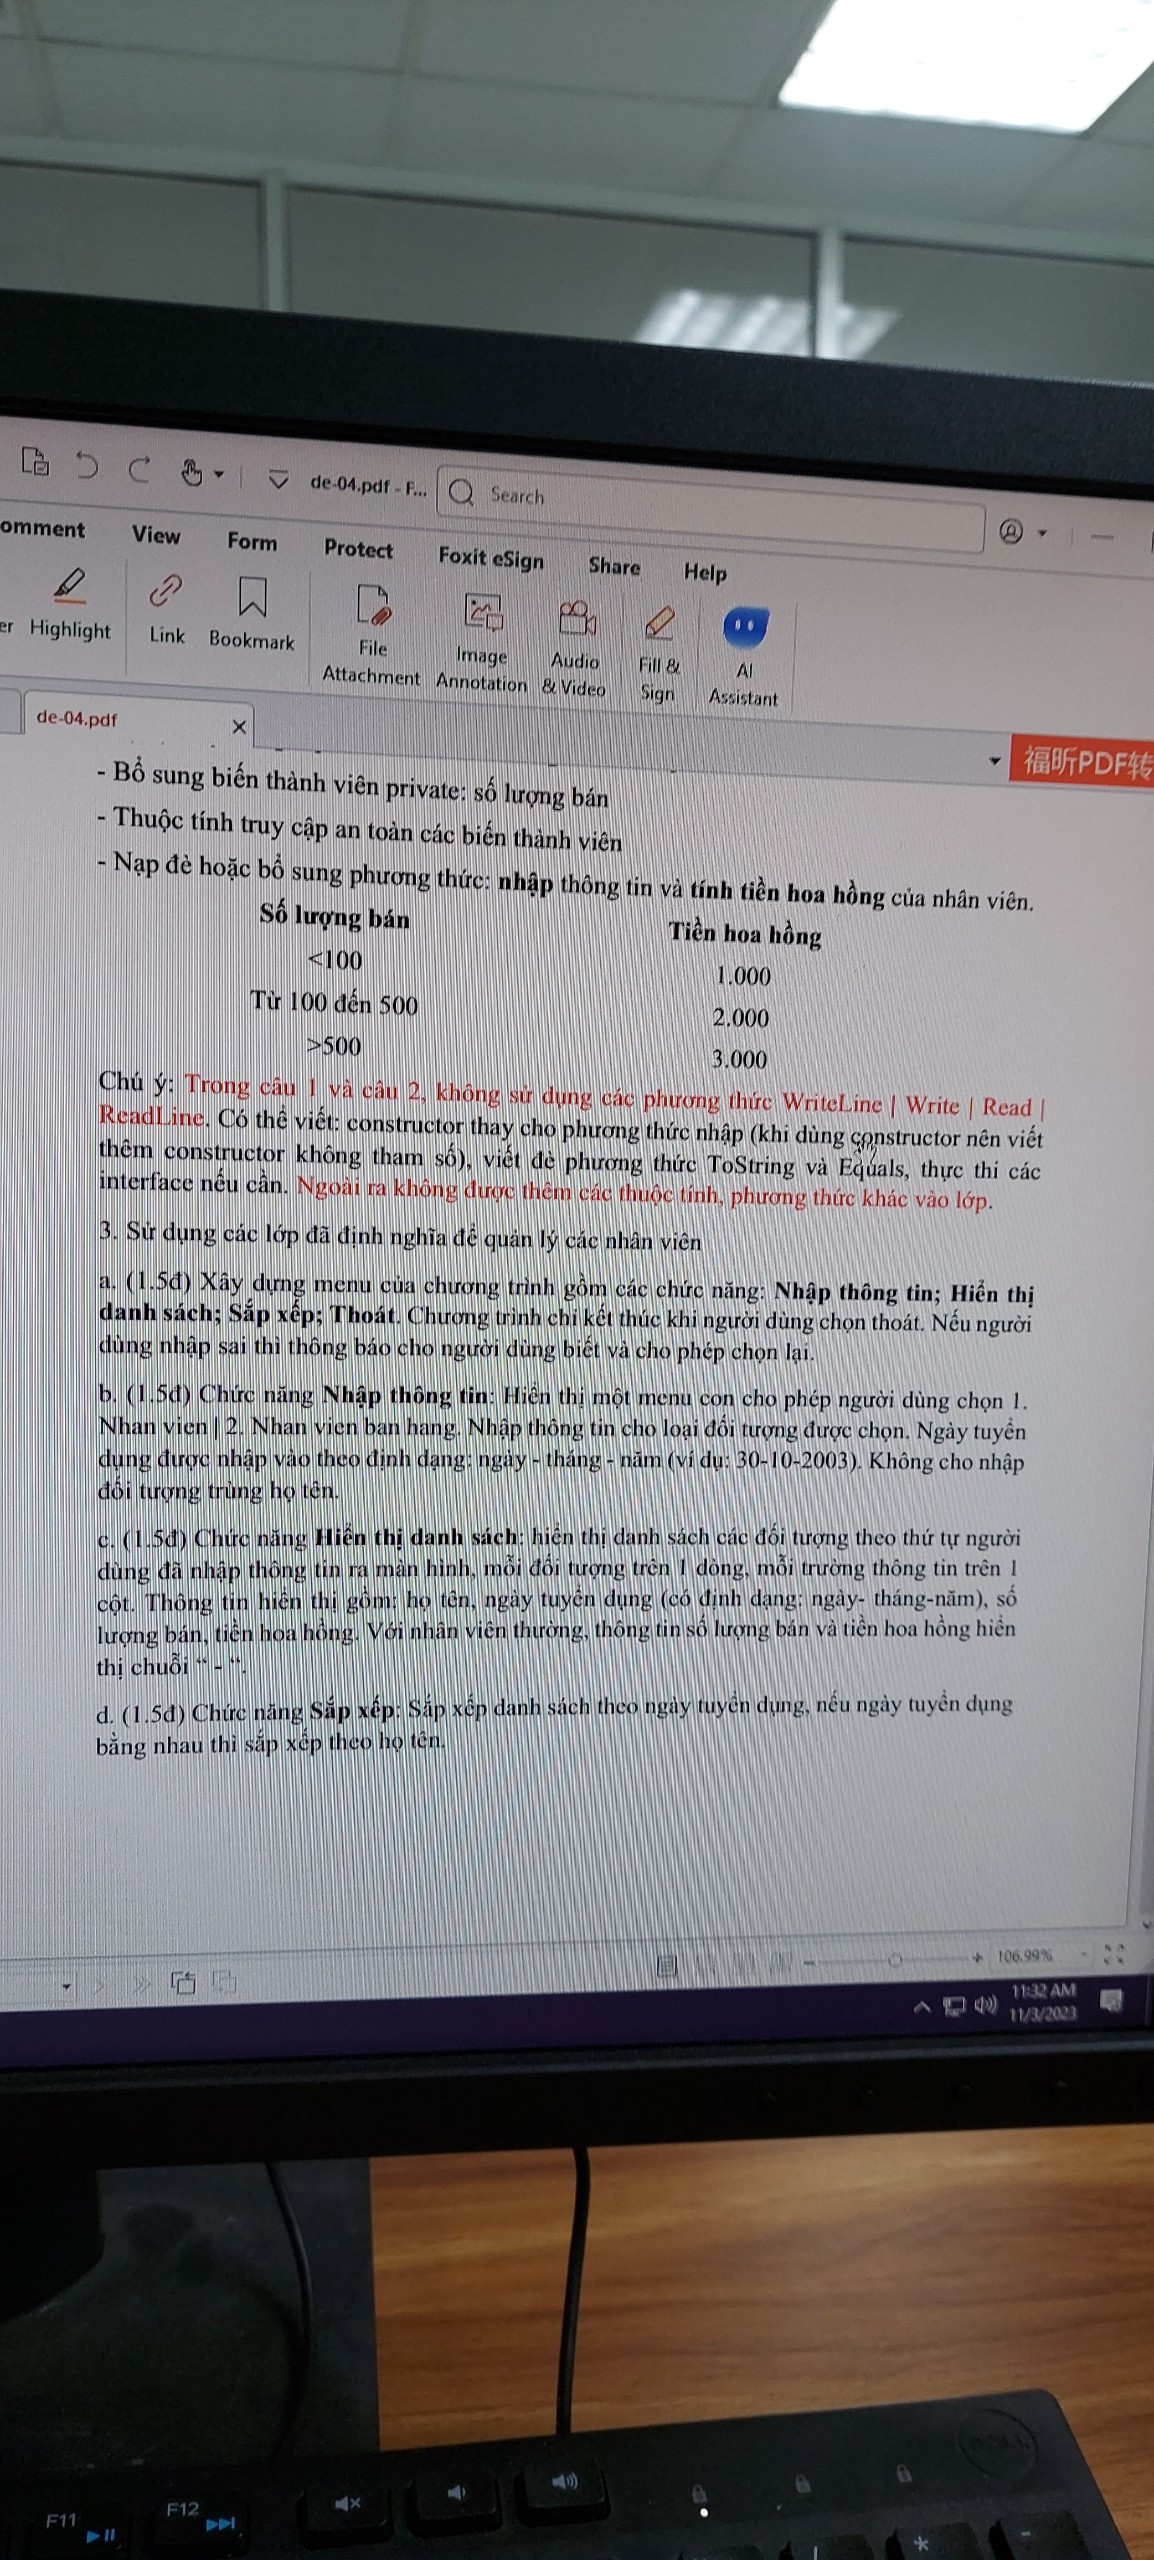 de-04.pdf - F...
Search
omment View Form Protect Foxit eSign Share Help
er Highlight Link Bookmark File Attachment Image Annotation Audio & Video Fill & Sign AI Assistant
de-04.pdf
福昕PDF转
- Bổ sung biến thành viên private: số lượng bán
- Thuộc tính truy cập an toàn các biến thành viên
- Nạp đè hoặc bổ sung phương thức: nhập thông tin và tính tiền hoa hồng của nhân viên.
Số lượng bán Tiền hoa hồng
<100 1.000
Từ 100 đến 500 2.000
>500 3.000
Chú ý: Trong câu 1 và câu 2, không sử dụng các phương thức WriteLine | Write | Read |
ReadLine. Có thể viết: constructor thay cho phương thức nhập (khi dùng constructor nên viết
thêm constructor không tham số), viết đè phương thức ToString và Equals, thực thi các
interface nếu cần. Ngoài ra không được thêm các thuộc tính, phương thức khác vào lớp.
3. Sử dụng các lớp đã định nghĩa để quản lý các nhân viên
a. (1.5đ) Xây dựng menu của chương trình gồm các chức năng: Nhập thông tin; Hiển thị
danh sách; Sắp xếp; Thoát. Chương trình chỉ kết thúc khi người dùng chọn thoát. Nếu người
dùng nhập sai thì thông báo cho người dùng biết và cho phép chọn lại.
b. (1.5đ) Chức năng Nhập thông tin: Hiển thị một menu con cho phép người dùng chọn 1.
Nhan vien | 2. Nhan vien ban hang. Nhập thông tin cho loại đối tượng được chọn. Ngày tuyển
dụng được nhập vào theo định dạng: ngày - tháng - năm (ví dụ: 30-10-2003). Không cho nhập
đối tượng trùng họ tên.
c. (1.5đ) Chức năng Hiển thị danh sách: hiển thị danh sách các đối tượng theo thứ tự người
dùng đã nhập thông tin ra màn hình, mỗi đối tượng trên 1 dòng, mỗi trường thông tin trên 1
cột. Thông tin hiển thị gồm: họ tên, ngày tuyển dụng (có định dạng: ngày- tháng-năm), số
lượng bán, tiền hoa hồng. Với nhân viên thường, thông tin số lượng bán và tiền hoa hồng hiển
thị chuỗi “ - “.
d. (1.5đ) Chức năng Sắp xếp: Sắp xếp danh sách theo ngày tuyển dụng, nếu ngày tuyển dụng
bằng nhau thì sắp xếp theo họ tên.
106.99%
11:32 AM
11/3/2023
F11 F12
* -